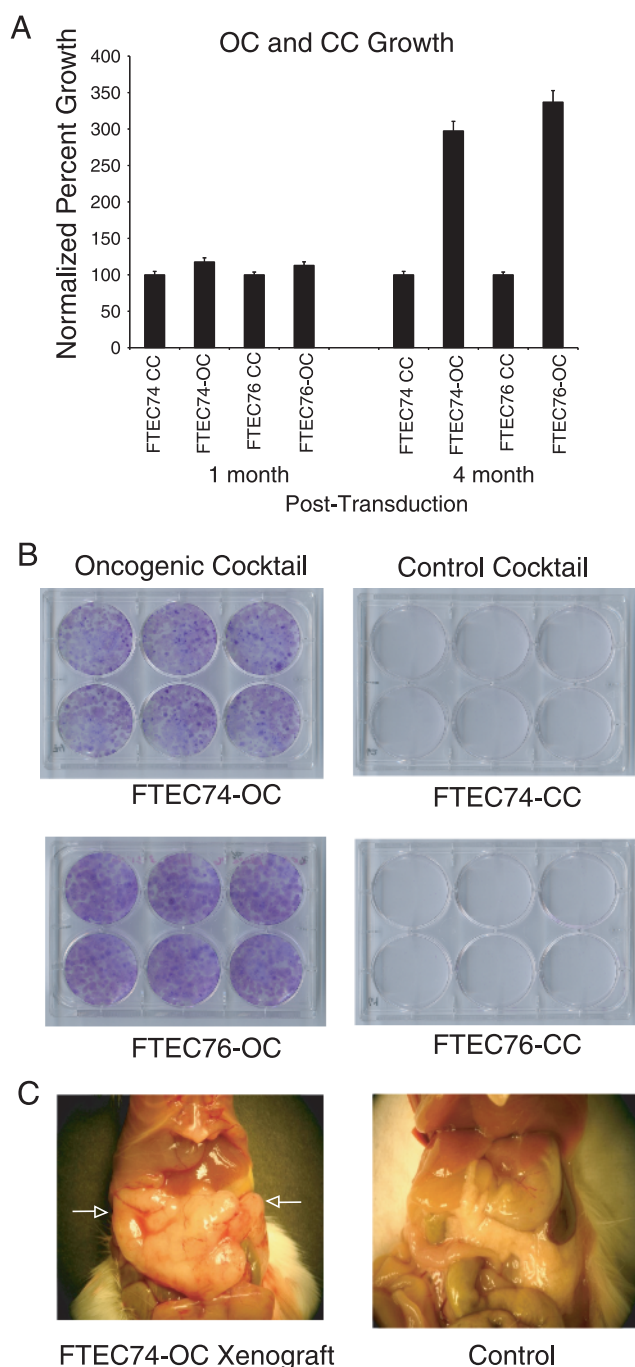 A
OC and CC Growth
Normalized Percent Growth
400
350
300
250
200
150
100
50
0
FTEC74 CC
FTEC74-OC
FTEC76 CC
FTEC76-OC
FTEC74 CC
FTEC74-OC
FTEC76 CC
FTEC76-OC
1 month
4 month
Post-Transduction
B
Oncogenic Cocktail
Control Cocktail
FTEC74-OC
FTEC74-CC
FTEC76-OC
FTEC76-CC
C
FTEC74-OC Xenograft
Control